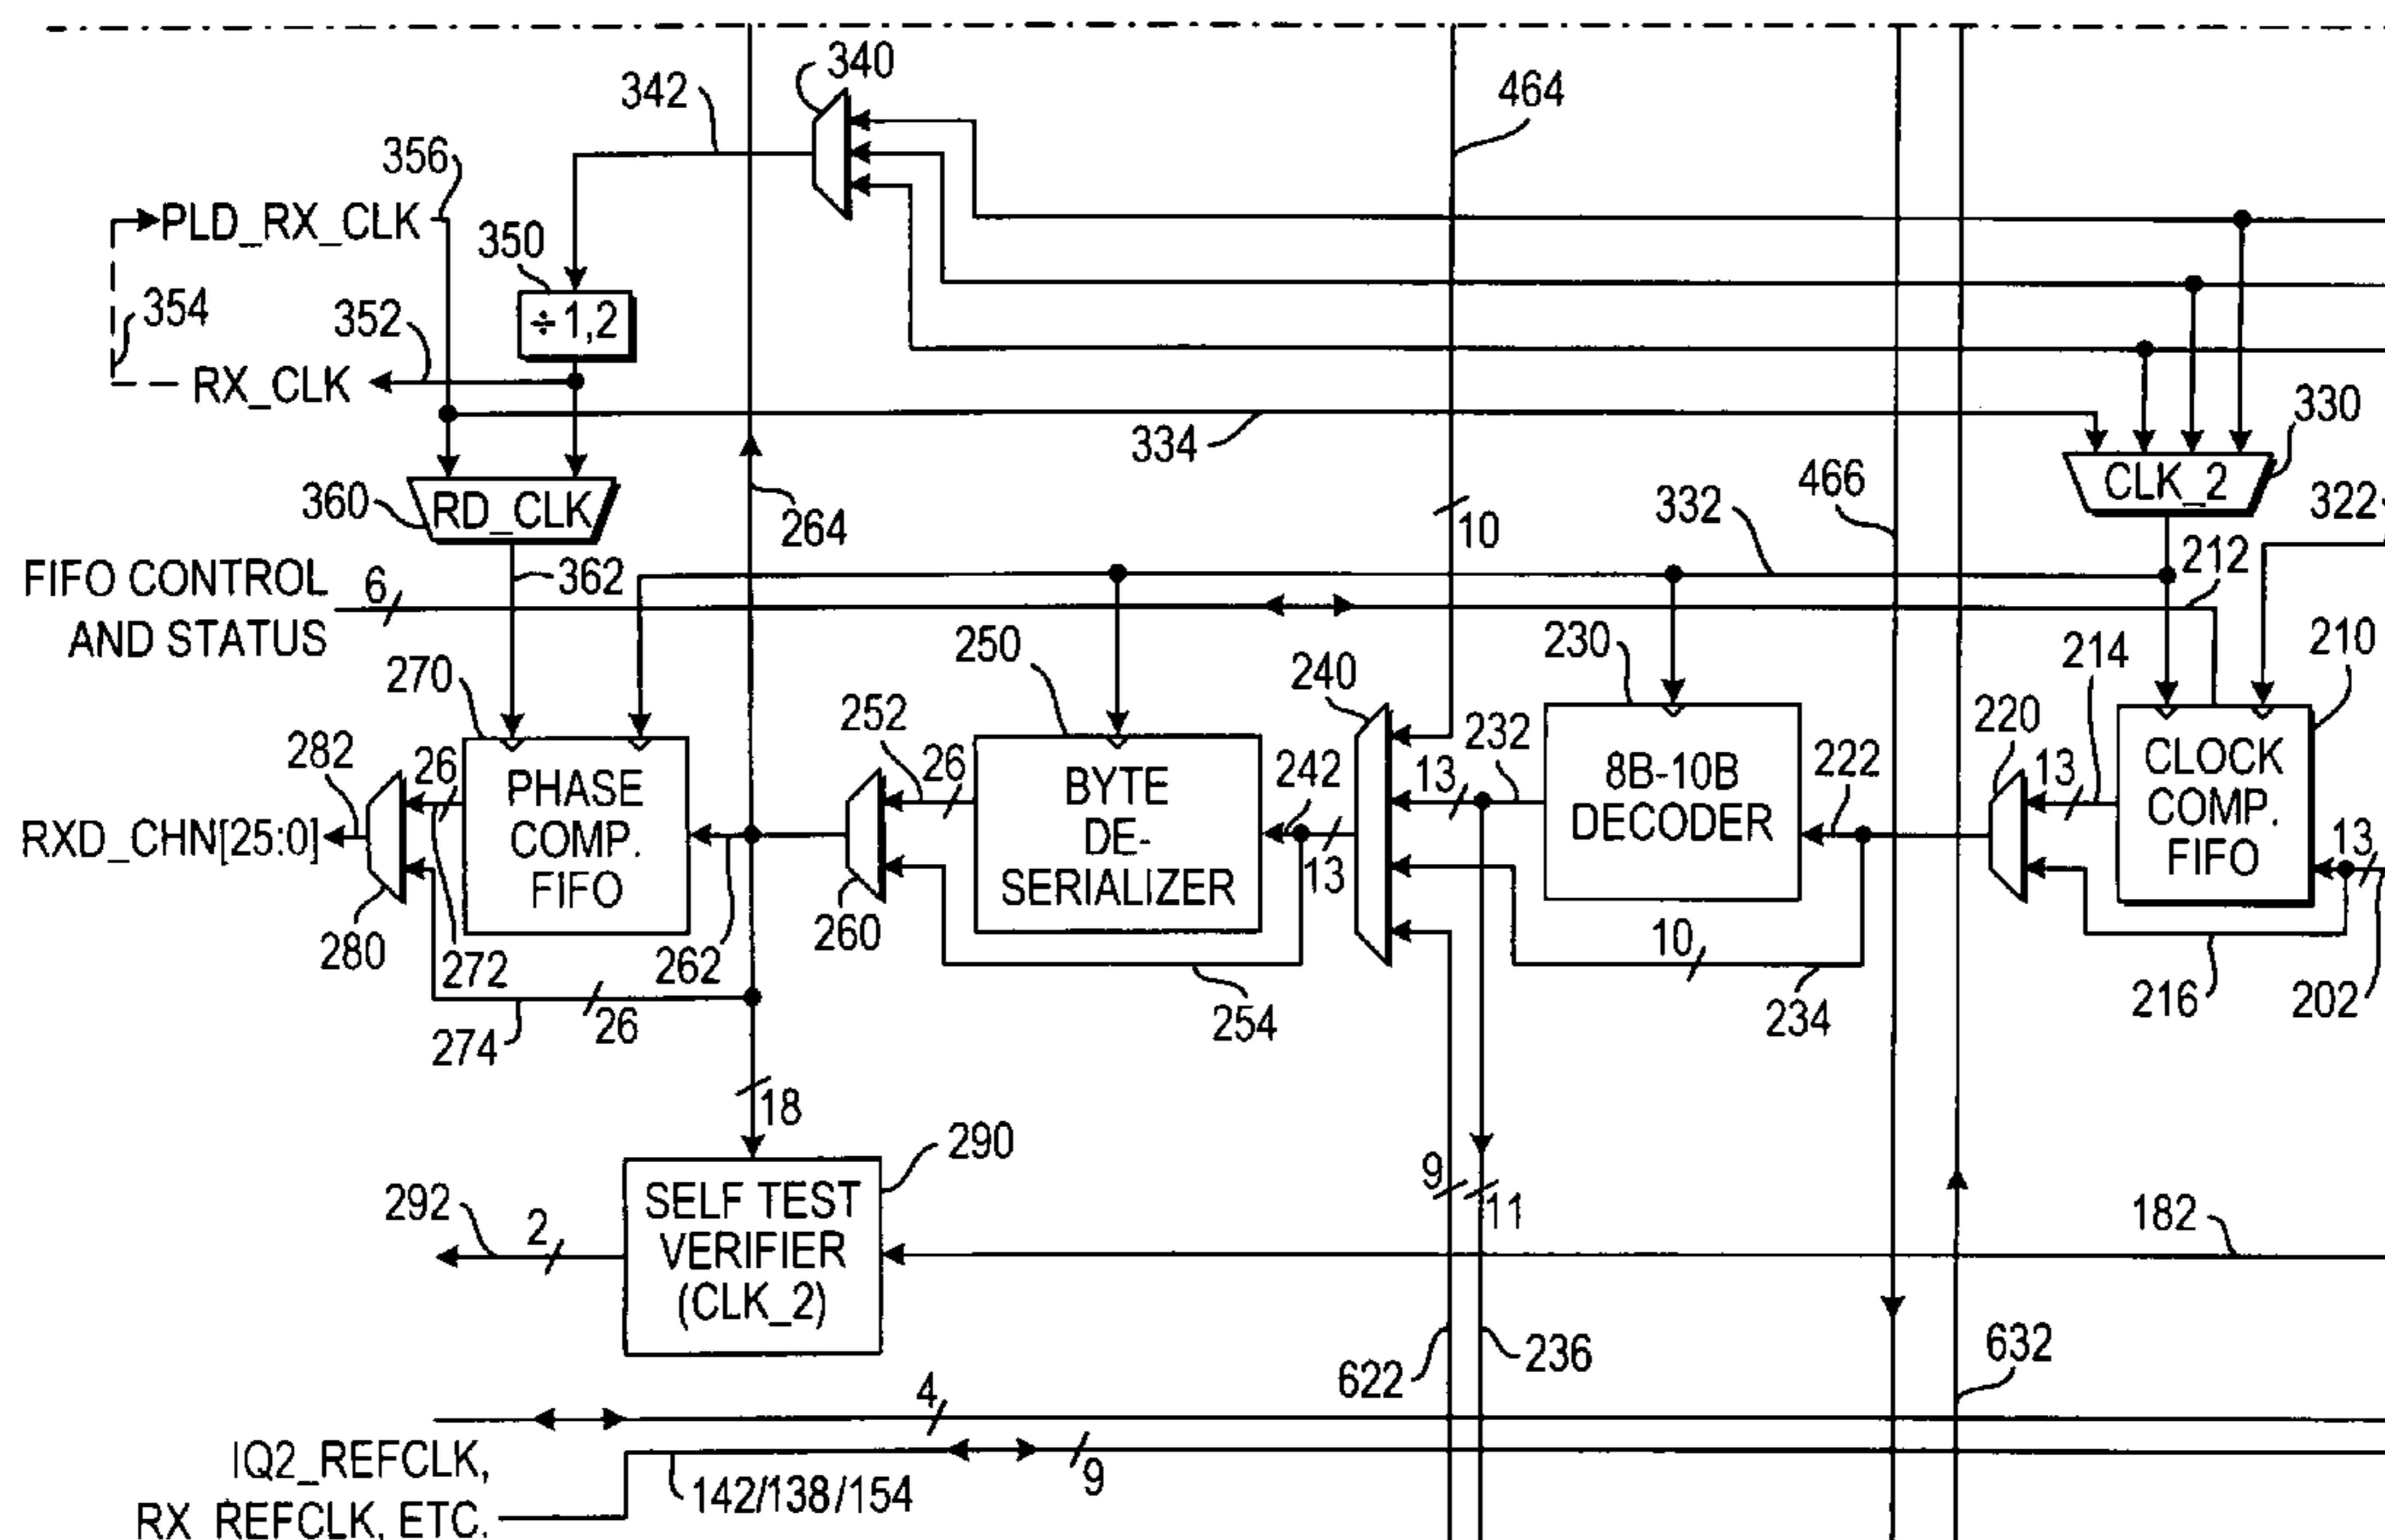 340
342
464
356
PLD_RX_CLK
350
354
352
÷ 1,2
RX_CLK
330
334
CLK_2
466
360
RD_CLK
332
322
264
10
212
FIFO CONTROL
AND STATUS
6
362
270
250
230
210
240
214
252
220
282
26
26
242
13
232
222
13
PHASE
COMP.
FIFO
BYTE
DE-
SERIALIZER
8B-10B
DECODER
CLOCK
COMP.
FIFO
RXD_CHN[25:0]
13
13
280
272
262
260
10
274
26
254
234
216
202
18
290
9
11
292
2
SELF TEST
VERIFIER
(CLK_2)
182
622
236
632
4
IQ2_REFCLK,
RX_REFCLK, ETC.
142/138/154
9